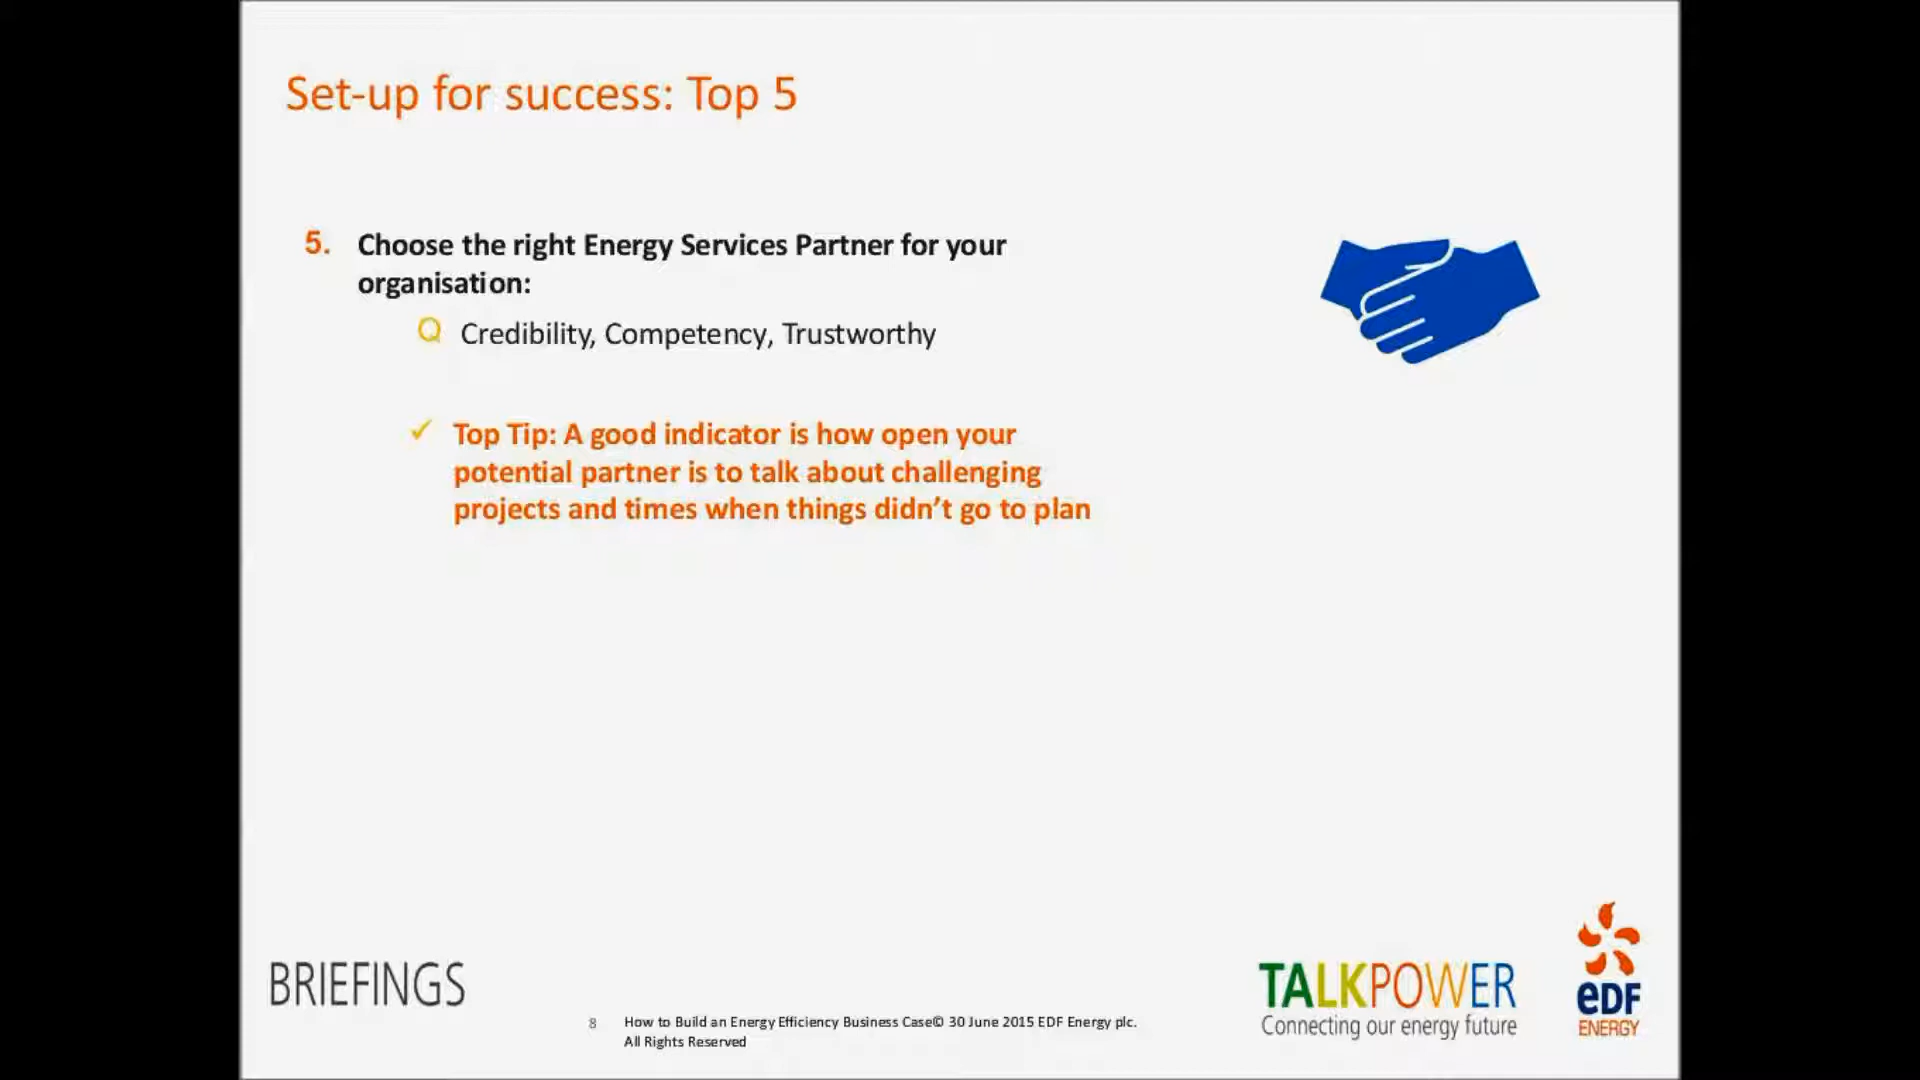 Set-up for success: Top 5
5. Choose the right Energy Services Partner for your
organisation:
Q Credibility, Competency, Trustworthy
✓ Top Tip: A good indicator is how open your
potential partner is to talk about challenging
projects and times when things didn’t go to plan
BRIEFINGS
8 How to Build an Energy Efficiency Business Case© 30 June 2015 EDF Energy plc.
All Rights Reserved
TALKPOWER
Connecting our energy future
eDF
ENERGY